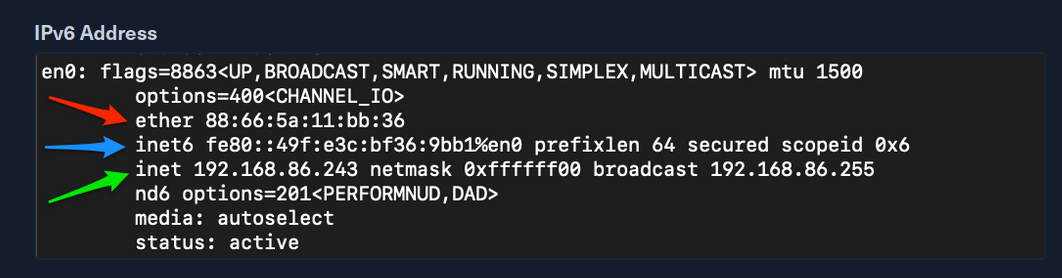 IPv6 Address
en0: flags=8863<UP,BROADCAST,SMART,RUNNING,SIMPLEX,MULTICAST> mtu 1500
options=400<CHANNEL_IO>
ether 88:66:5a:11:bb:36
inet6 fe80::49f:e3c:bf36:9bb1%en0 prefixlen 64 secured scopeid 0x6
inet 192.168.86.243 netmask 0xffffff00 broadcast 192.168.86.255
nd6 options=201<PERFORMNUD,DAD>
media: autoselect
status: active